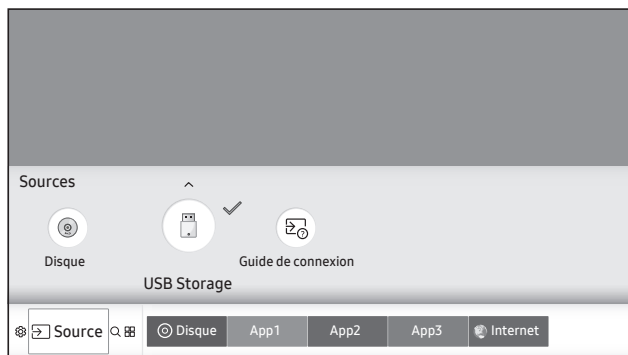 Sources
Disque
Guide de connexion
USB Storage
Source
Disque
App1
App2
App3
Internet